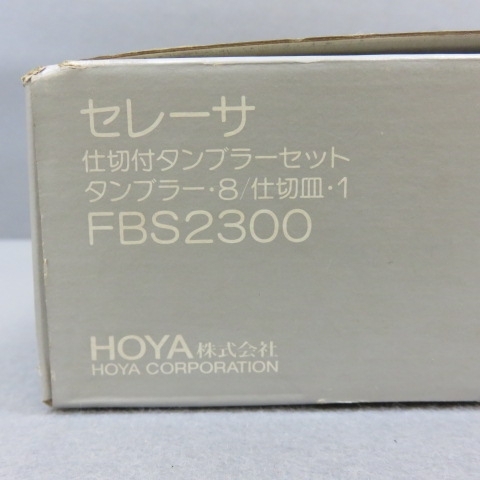 セレーサ
仕切付タンブラーセット
タンブラー・8/仕切皿・1
FBS2300
HOYA株式会社
HOYA CORPORATION